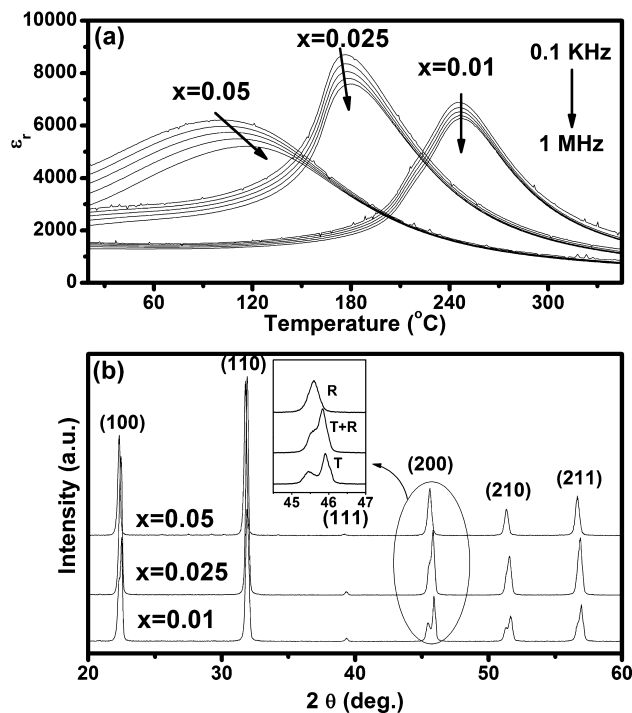 10000
(a)
x=0.025
8000
x=0.01
0.1 KHz
x=0.05
6000
εr
4000
1 MHz
2000
0
60 120 180 240 300
Temperature (°C)
(b)
(110)
R
(100)
T+R
(200)
T
(211)
(210)
45 46 47
(111)
x=0.05
x=0.025
x=0.01
Intensity (a.u.)
20 30 40 50 60
2 θ (deg.)